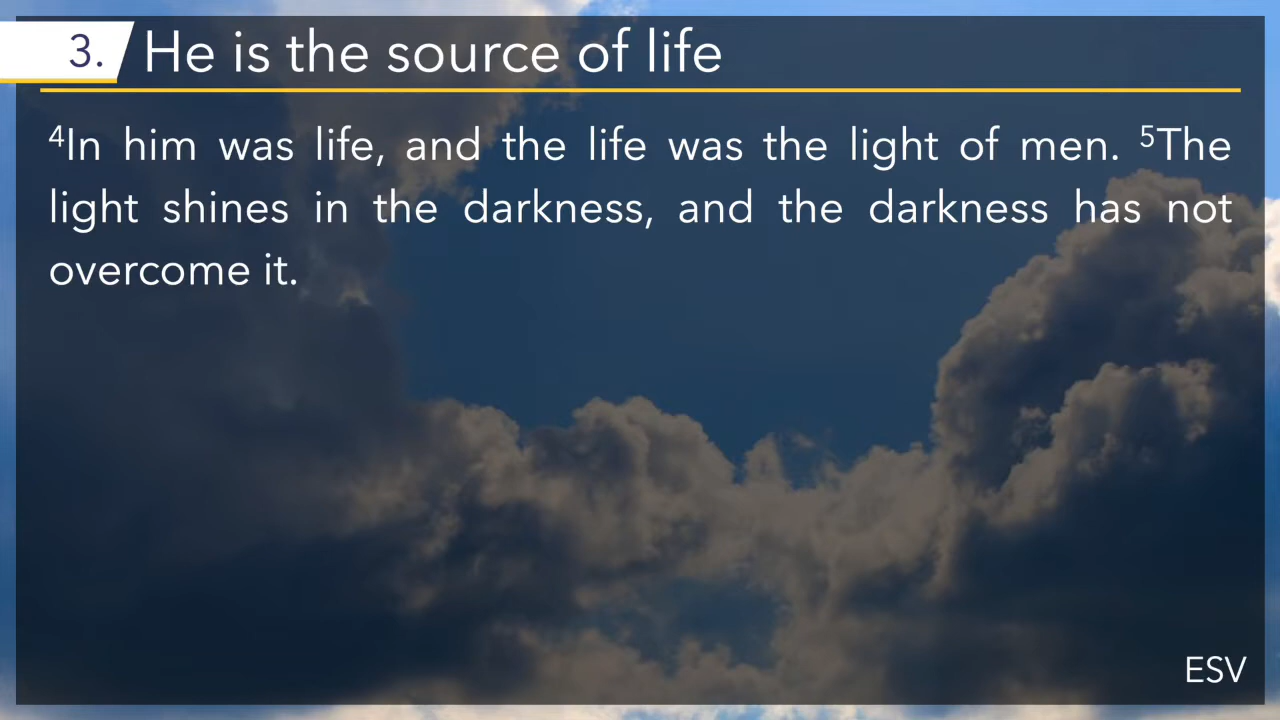 3. He is the source of life
⁴In him was life, and the life was the light of men. ⁵The
light shines in the darkness, and the darkness has not
overcome it.
ESV